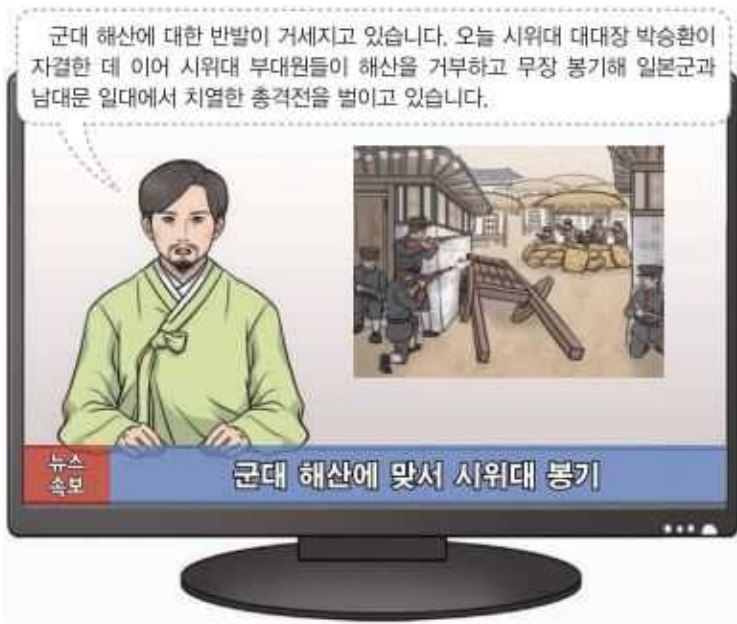 군대 해산에 대한 반발이 거세지고 있습니다. 오늘 시위대 대대장 박승환이
자결한 데 이어 시위대 부대원들이 해산을 거부하고 무장 봉기해 일본군과
남대문 일대에서 치열한 총격전을 벌이고 있습니다.
뉴스
속보
군대 해산에 맞서 시위대 봉기